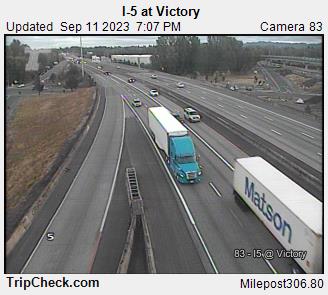 I-5 at Victory
Updated Sep 11 2023 7:07 PM Camera 83
Matson
83 - I5 @ Victory
5
TripCheck.com Milepost306.80